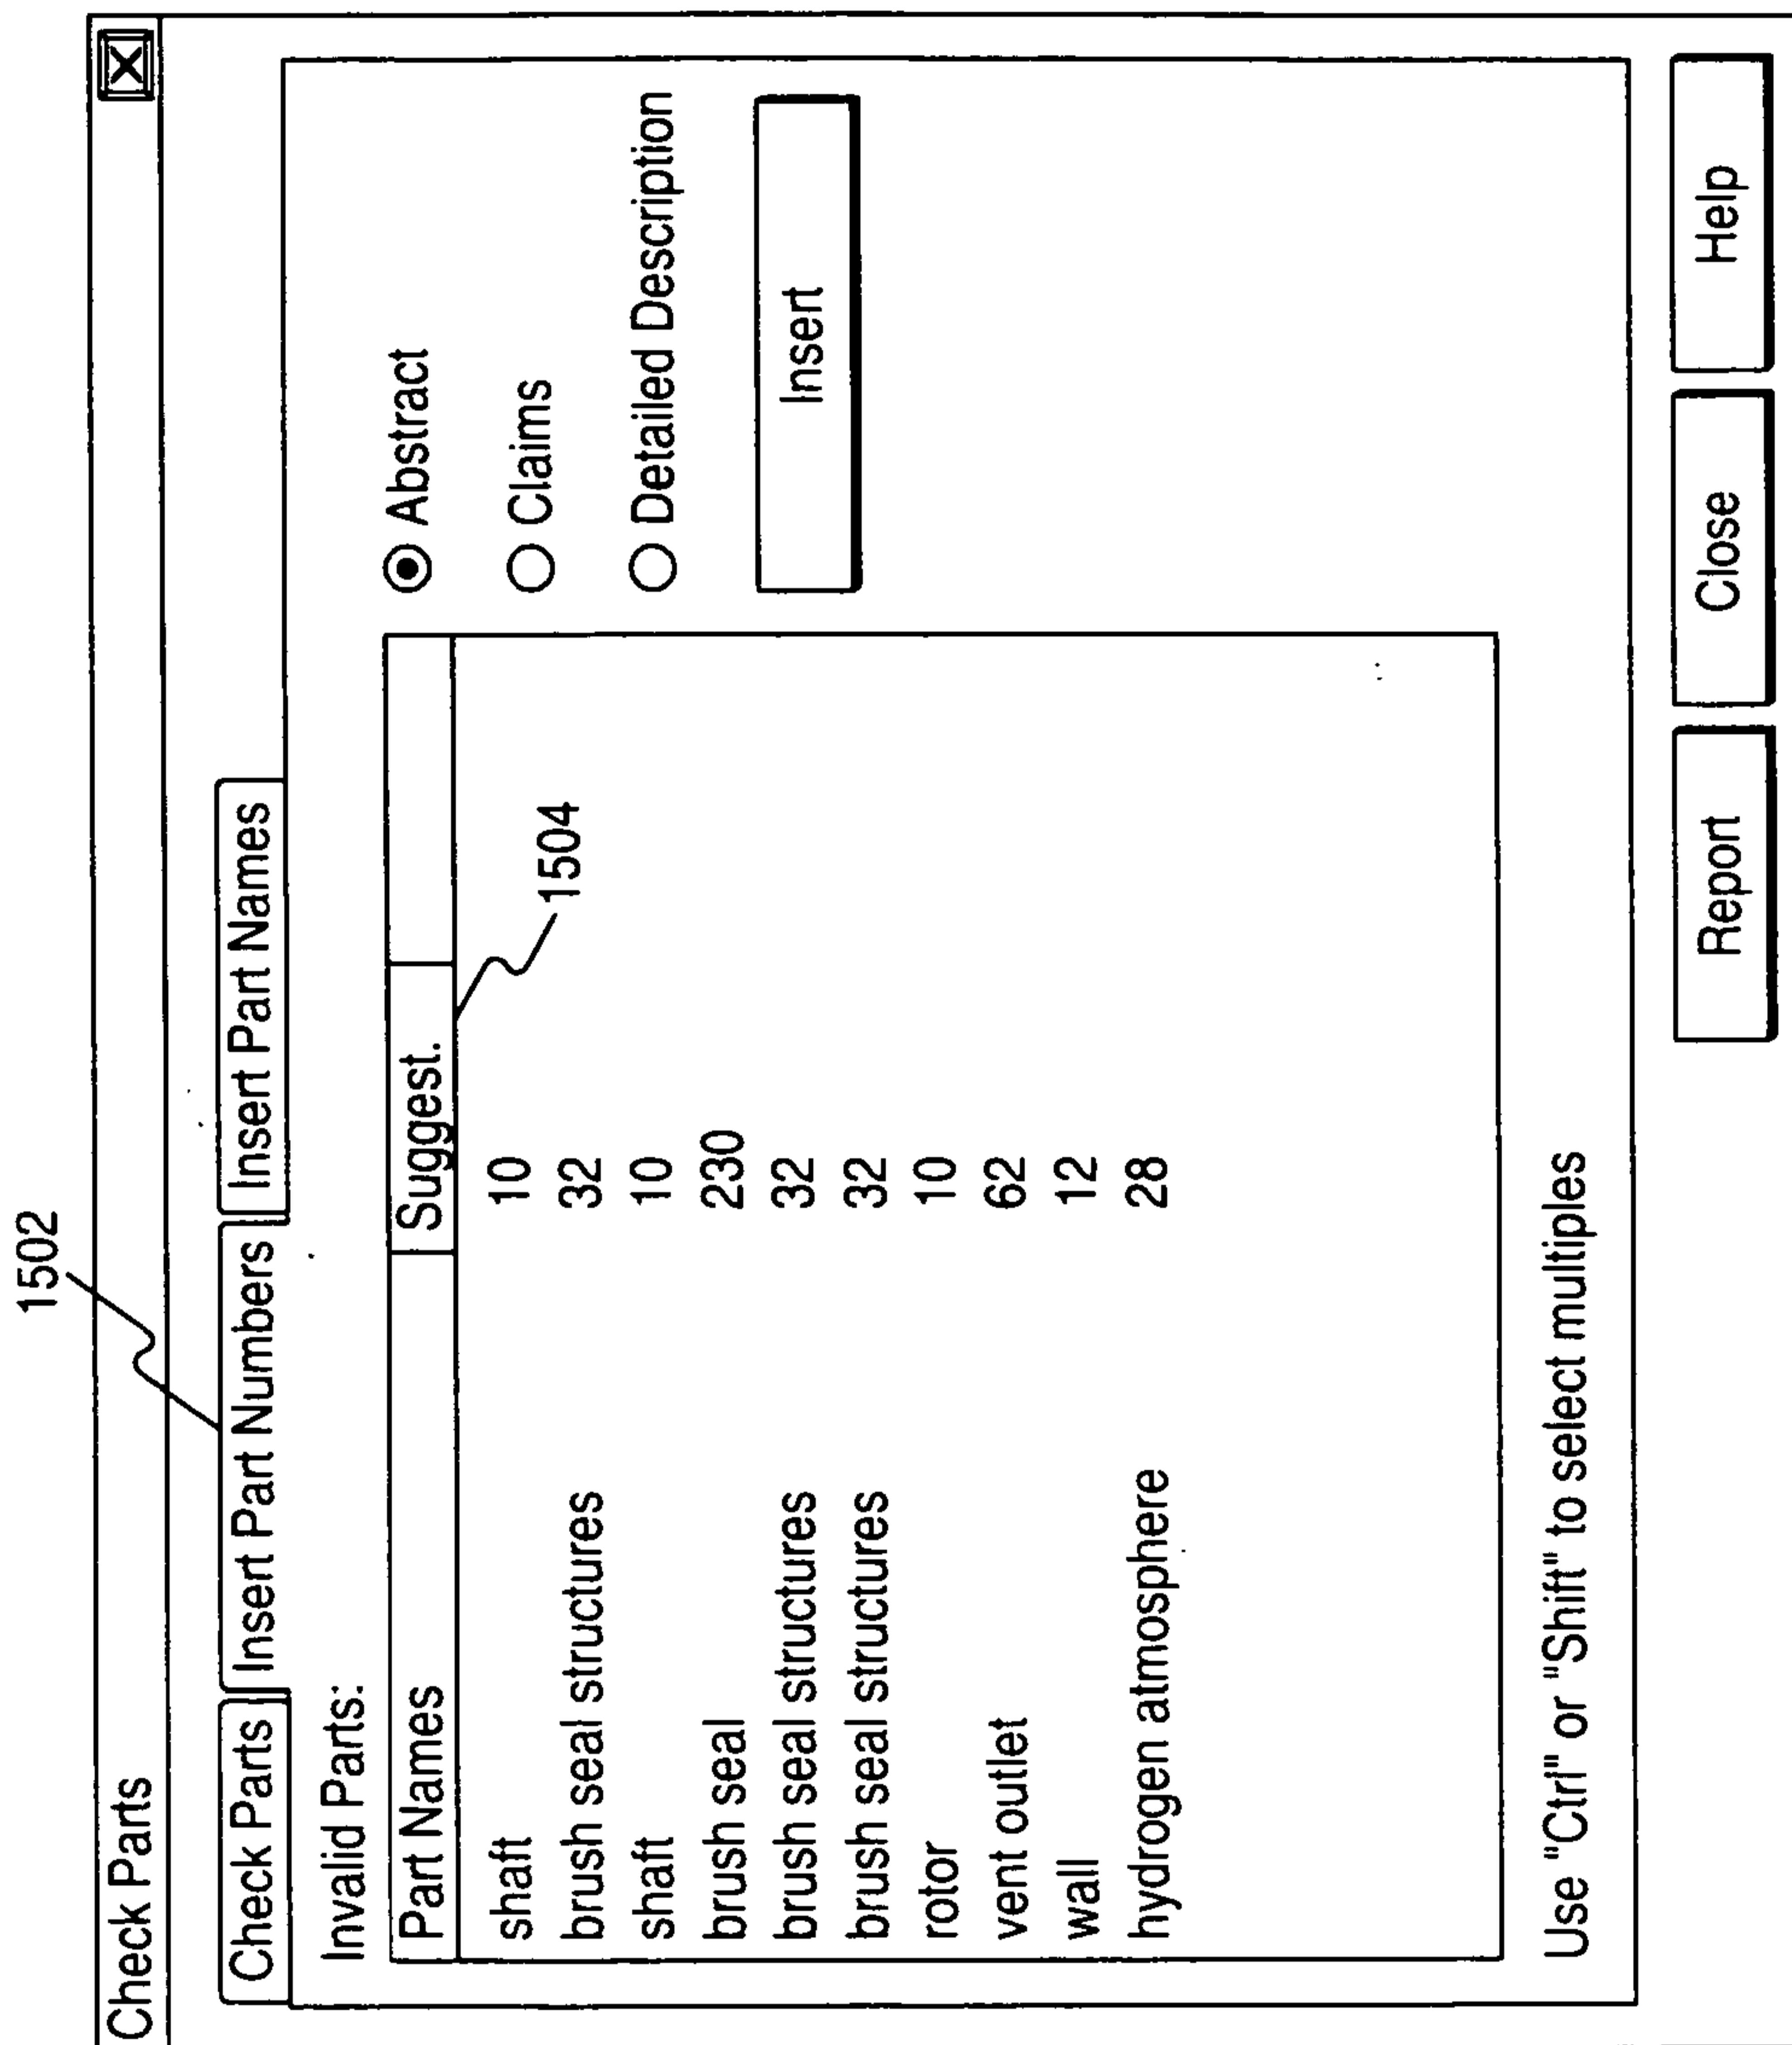 1502
Check Parts
Check Parts Insert Part Numbers Insert Part Names
Invalid Parts:
Part Names Suggest.
shaft 10
brush seal structures 32
shaft 10
brush seal 230
brush seal structures 32
brush seal structures 32
rotor 10
vent outlet 62
wall 12
hydrogen atmosphere 28
1504
Abstract
Claims
Detailed Description
Insert
Use "Ctrl" or "Shift" to select multiples
Report Close Help